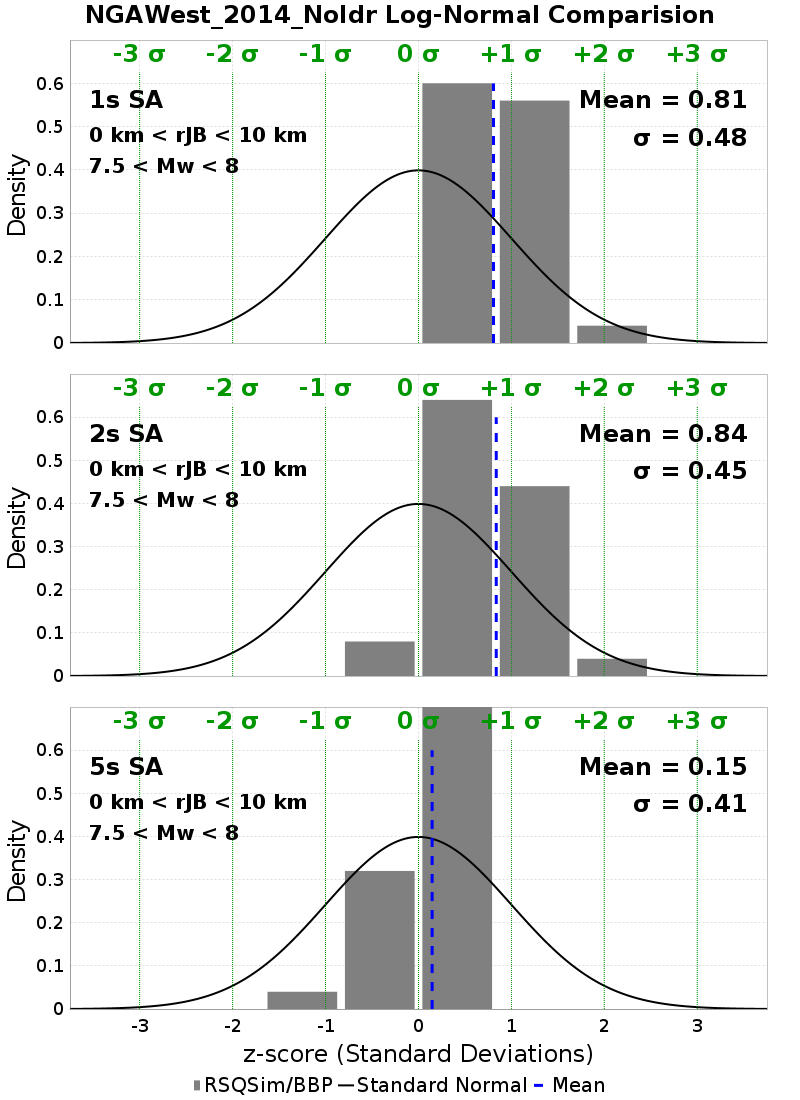 NGAWest_2014_NoIdr Log-Normal Comparision
-3 σ -2 σ -1 σ 0 σ +1 σ +2 σ +3 σ
1s SA
Mean = 0.81
0 km < rJB < 10 km
σ = 0.48
7.5 < Mw < 8
0.6
0.5
0.4
0.3
0.2
0.1
0
Density
-3 σ -2 σ -1 σ 0 σ +1 σ +2 σ +3 σ
2s SA
Mean = 0.84
0 km < rJB < 10 km
σ = 0.45
7.5 < Mw < 8
0.6
0.5
0.4
0.3
0.2
0.1
0
Density
-3 σ -2 σ -1 σ 0 σ +1 σ +2 σ +3 σ
5s SA
Mean = 0.15
0 km < rJB < 10 km
σ = 0.41
7.5 < Mw < 8
0.6
0.5
0.4
0.3
0.2
0.1
0
Density
-3 -2 -1 0 1 2 3
z-score (Standard Deviations)
RSQSim/BBP Standard Normal Mean